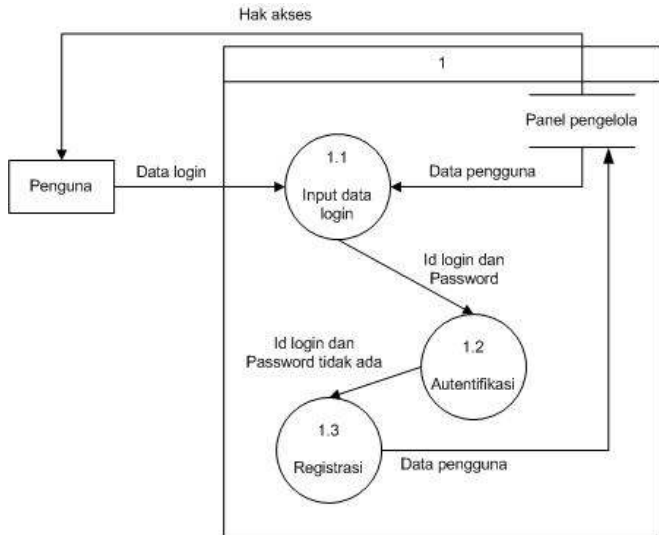 Hak akses
1
Panel pengelola
1.1
Input data
login
Data pengguna
Penguna
Data login
Id login dan
Password
1.2
Autentifikasi
Id login dan
Password tidak ada
1.3
Registrasi
Data pengguna